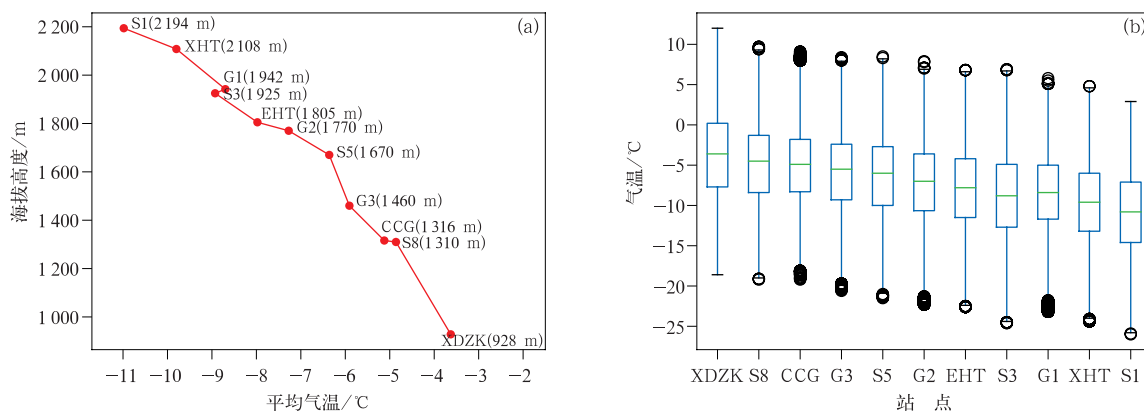 (a)
S1(2 194 m)
XHT(2 108 m)
G1(1 942 m)
S3(1 925 m)
EHT(1 805 m)
G2(1 770 m)
S5(1 670 m)
G3(1 460 m)
CCG(1 316 m)
S8(1 310 m)
XDZK(928 m)
2 200
2 000
1 800
1 600
1 400
1 200
1 000
海拔高度/m
−11 −10 −9 −8 −7 −6 −5 −4 −3 −2
平均气温/℃
(b)
10
5
0
−5
−10
−15
−20
−25
气温/℃
XDZK S8 CCG G3 S5 G2 EHT S3 G1 XHT S1
站 点